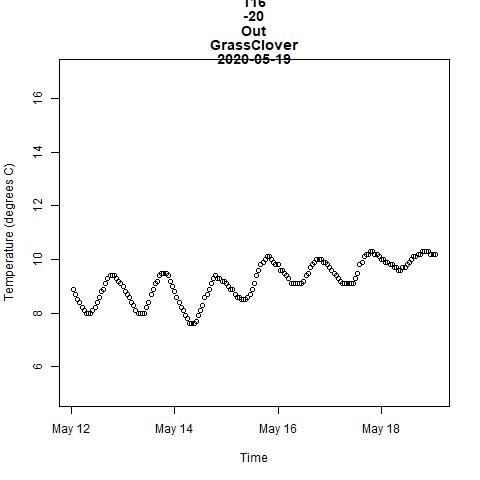 116
-20
Out
GrassClover
2020-05-19
16
14
12
10
8
6
Temperature (degrees C)
May 12
May 14
May 16
May 18
Time